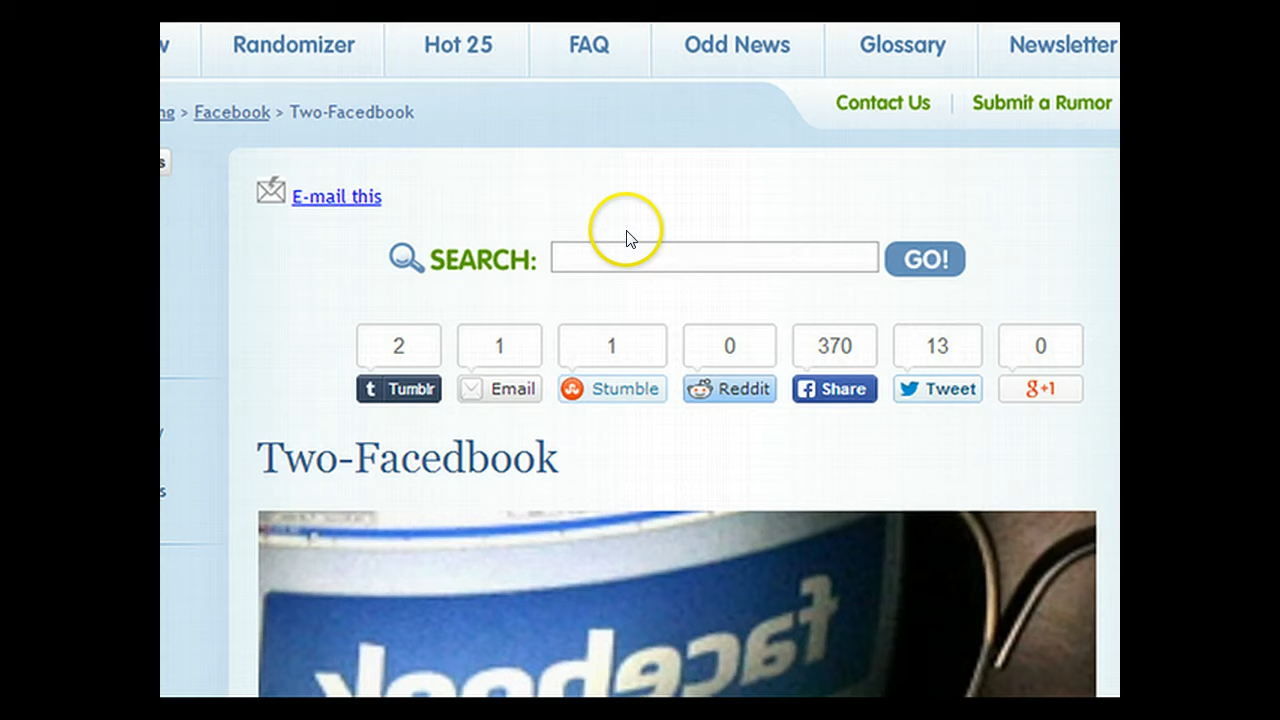 Randomizer Hot 25 FAQ Odd News Glossary Newsletter
Contact Us Submit a Rumor
ng > Facebook > Two-Facedbook
s
E-mail this
SEARCH: GO!
2 1 1 0 370 13 0
t Tumblr Email Stumble Reddit Share Tweet g+1
Two-Facedbook
facebook